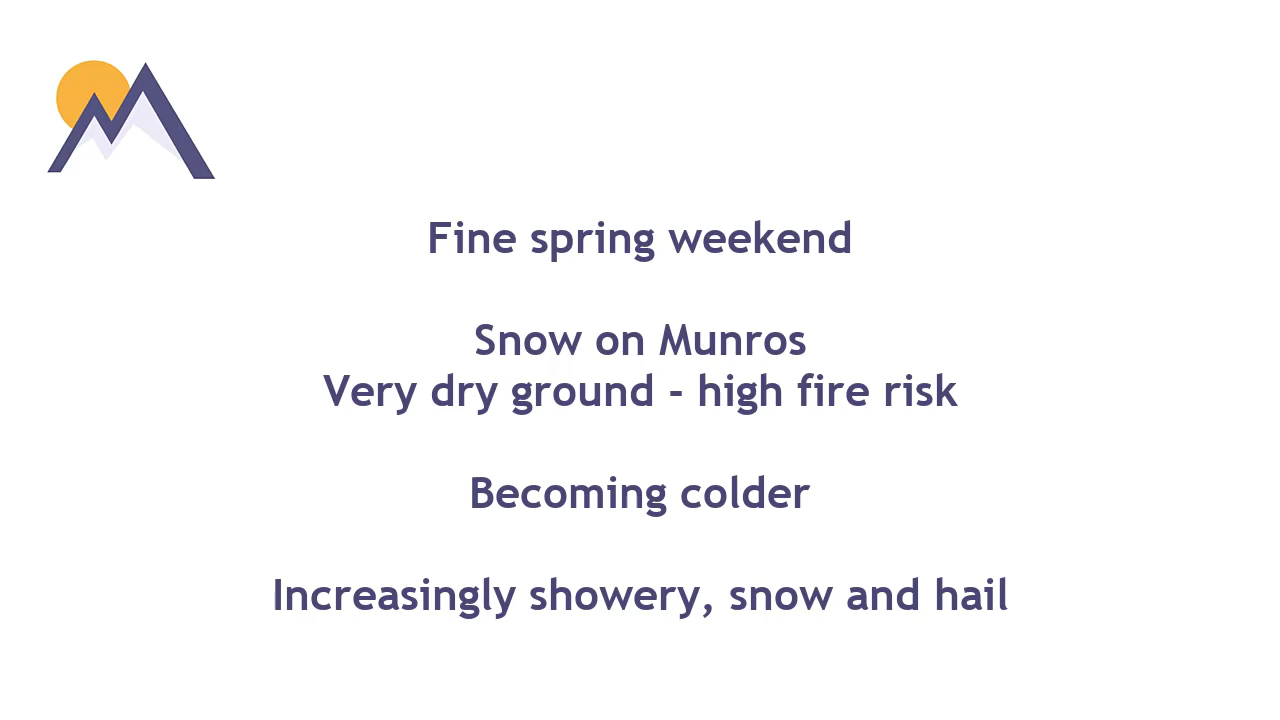 Fine spring weekend
Snow on Munros
Very dry ground - high fire risk
Becoming colder
Increasingly showery, snow and hail